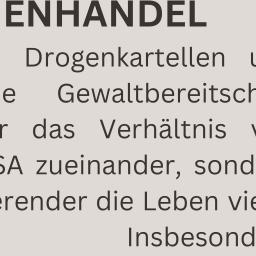 ENHANDEL
Drogenkartellen u
e Gewaltbereitsch
r das Verhältnis v
SA zueinander, sond
erender die Leben vie
Insbesond